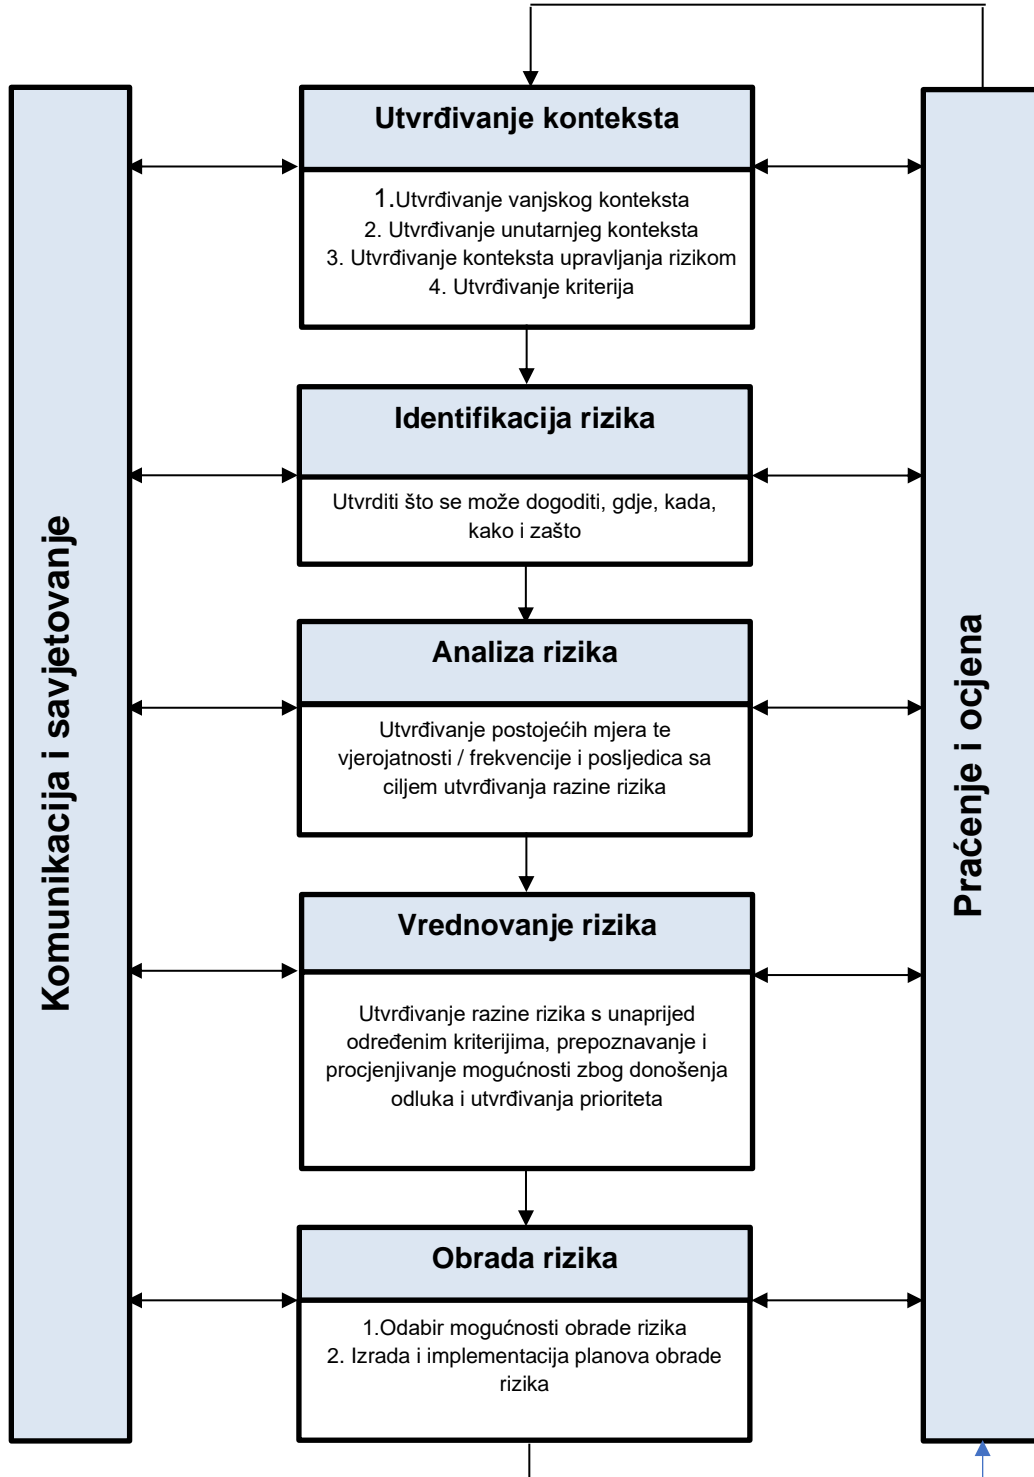 Utvrđivanje konteksta
1.Utvrđivanje vanjskog konteksta
2. Utvrđivanje unutarnjeg konteksta
3. Utvrđivanje konteksta upravljanja rizikom
4. Utvrđivanje kriterija
Identifikacija rizika
Utvrditi što se može dogoditi, gdje, kada,
kako i zašto
Analiza rizika
Utvrđivanje postojećih mjera te
vjerojatnosti / frekvencije i posljedica sa
ciljem utvrđivanja razine rizika
Vrednovanje rizika
Utvrđivanje razine rizika s unaprijed
određenim kriterijima, prepoznavanje i
procjenjivanje mogućnosti zbog donošenja
odluka i utvrđivanja prioriteta
Obrada rizika
1.Odabir mogućnosti obrade rizika
2. Izrada i implementacija planova obrade
rizika
Komunikacija i savjetovanje
Praćenje i ocjena